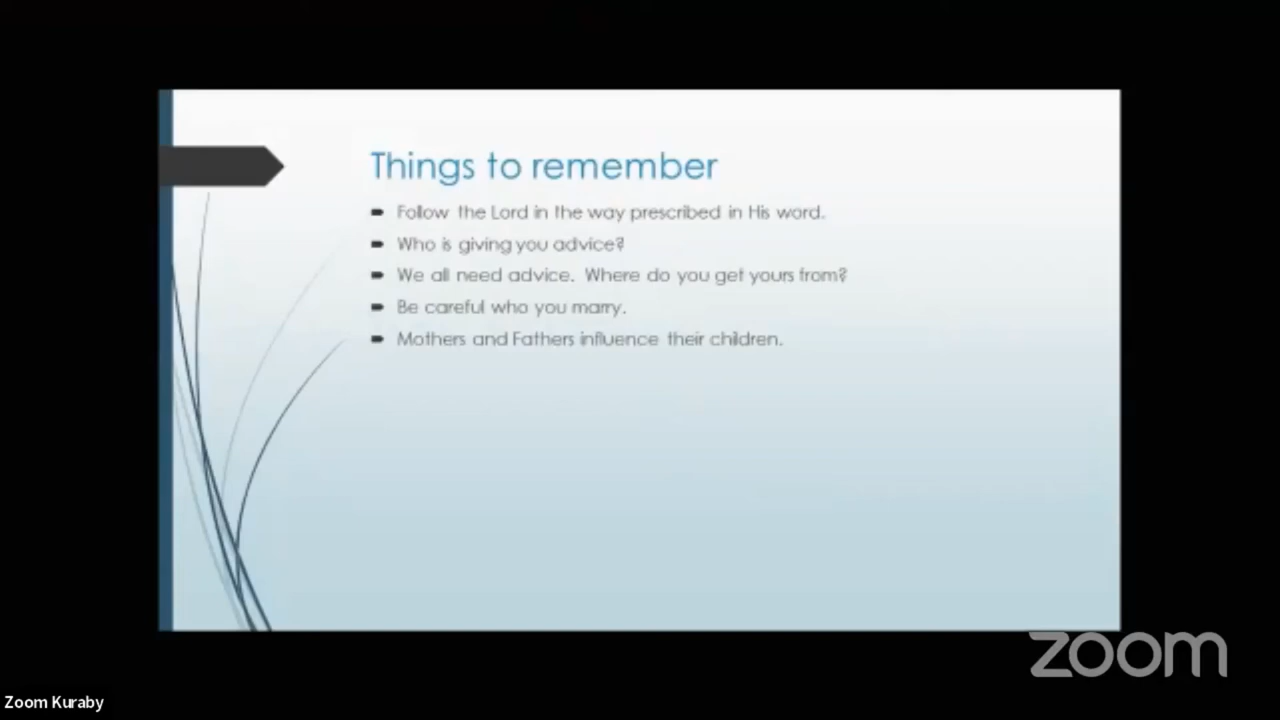 Things to remember
Follow the Lord in the way prescribed in His word.
Who is giving you advice?
We all need advice. Where do you get yours from?
Be careful who you marry.
Mothers and Fathers influence their children.
zoom
Zoom Kuraby